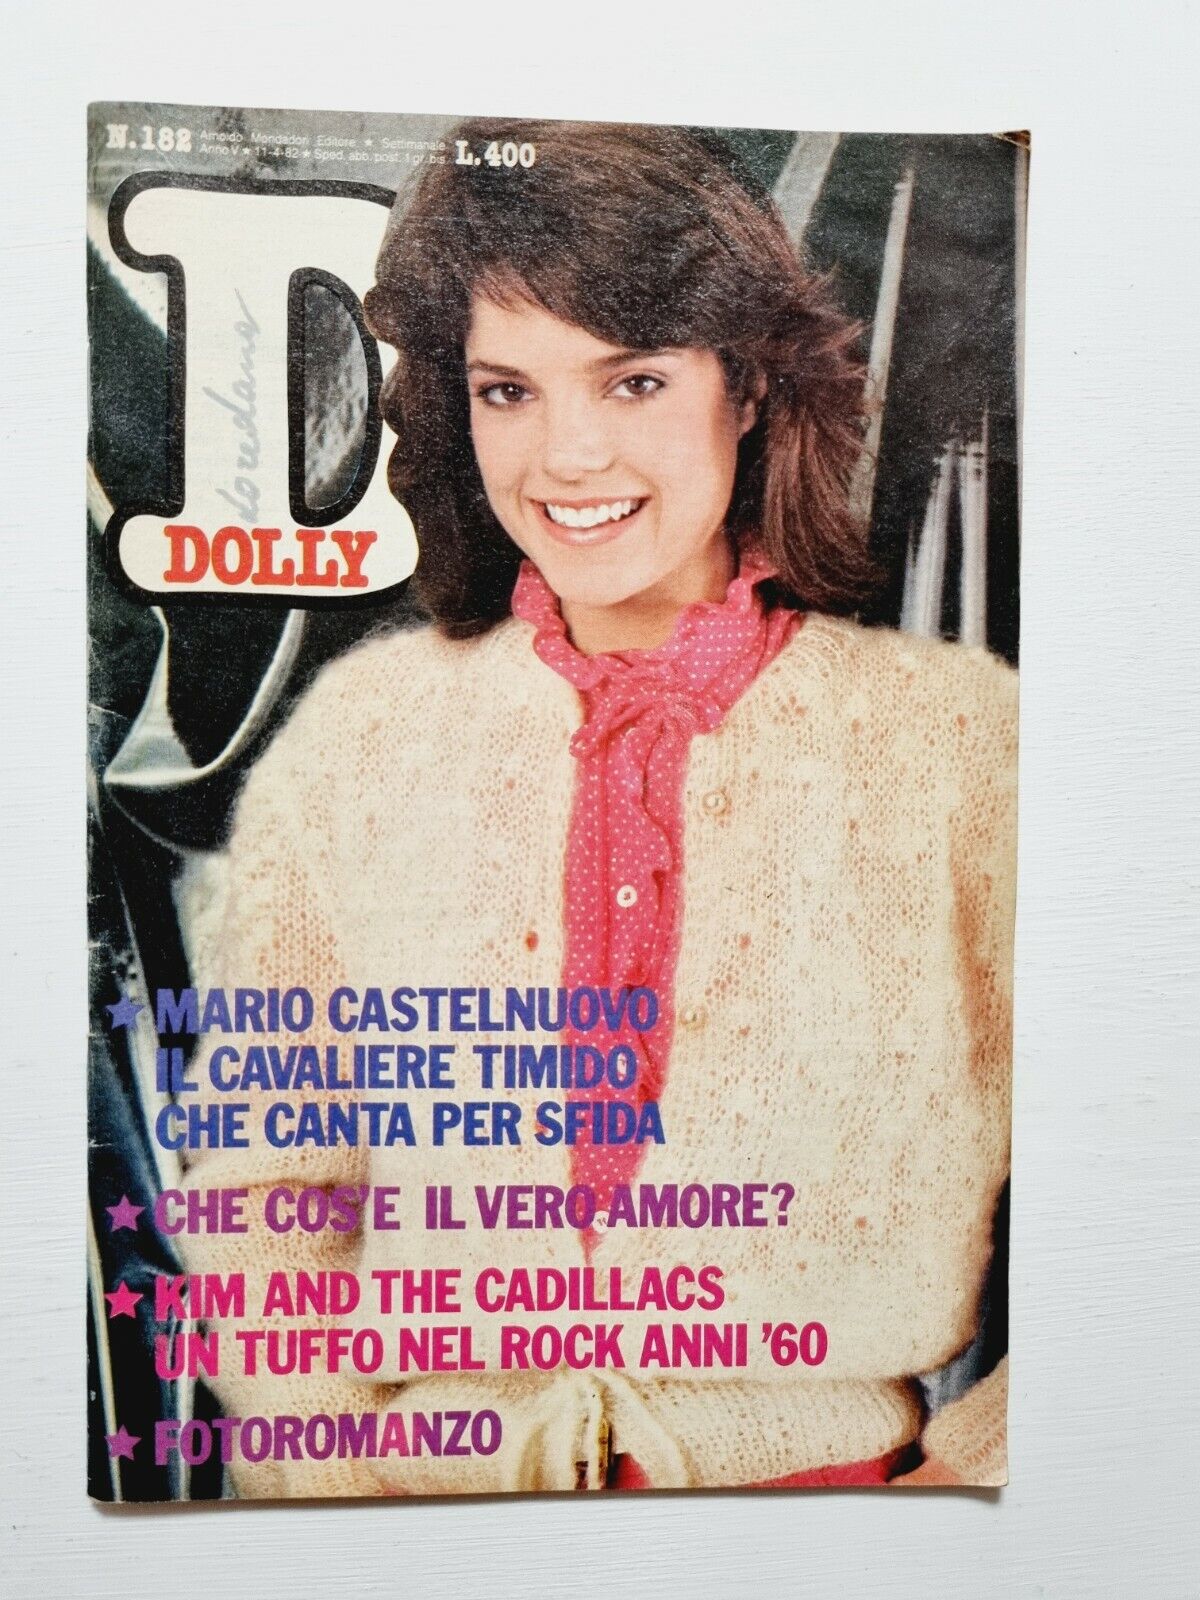 N.182 Arnoldo Mondadori Editore ★ Settimanale
Anno V ★ 11-4-82 ★ Sped. abb. post. 1 gr. bis. L.400
D
DOLLY
★ MARIO CASTELNUOVO
IL CAVALIERE TIMIDO
CHE CANTA PER SFIDA
★ CHE COS'E IL VERO AMORE?
★ KIM AND THE CADILLACS
UN TUFFO NEL ROCK ANNI '60
★ FOTOROMANZO